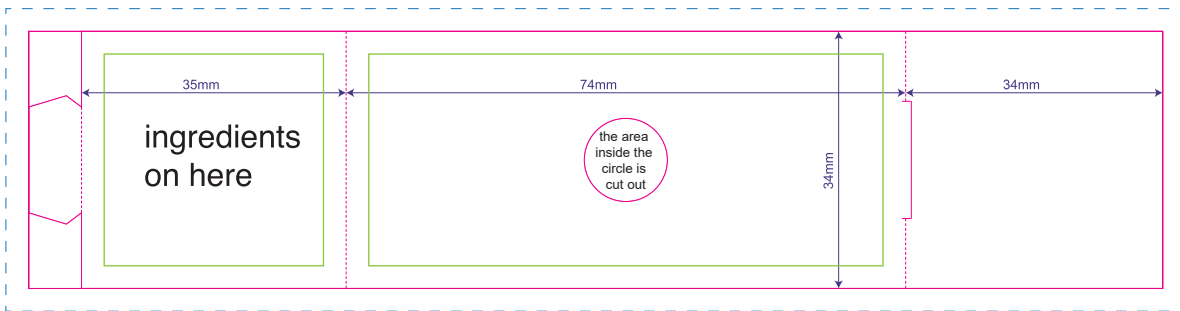 35mm
74mm
34mm
ingredients
on here
the area
inside the
circle is
cut out
34mm